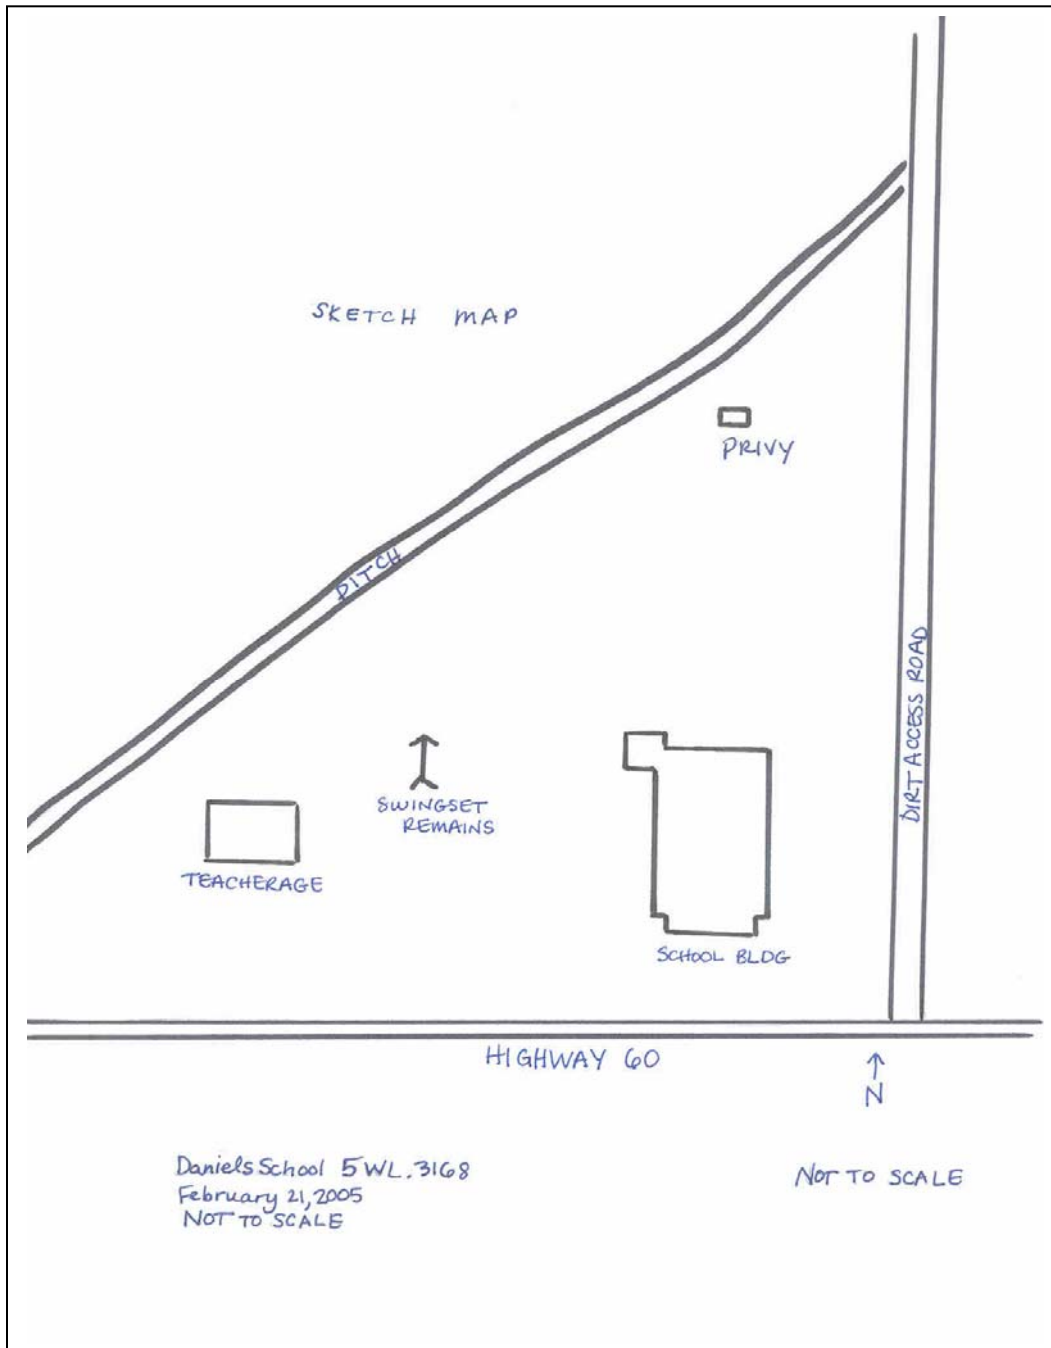 SKETCH MAP
PRIVY
DITCH
DIRT ACCESS ROAD
SWINGSET
REMAINS
TEACHERAGE
SCHOOL BLDG
HIGHWAY 60
N
Daniels School 5WL.3168
February 21, 2005
NOT TO SCALE
NOT TO SCALE